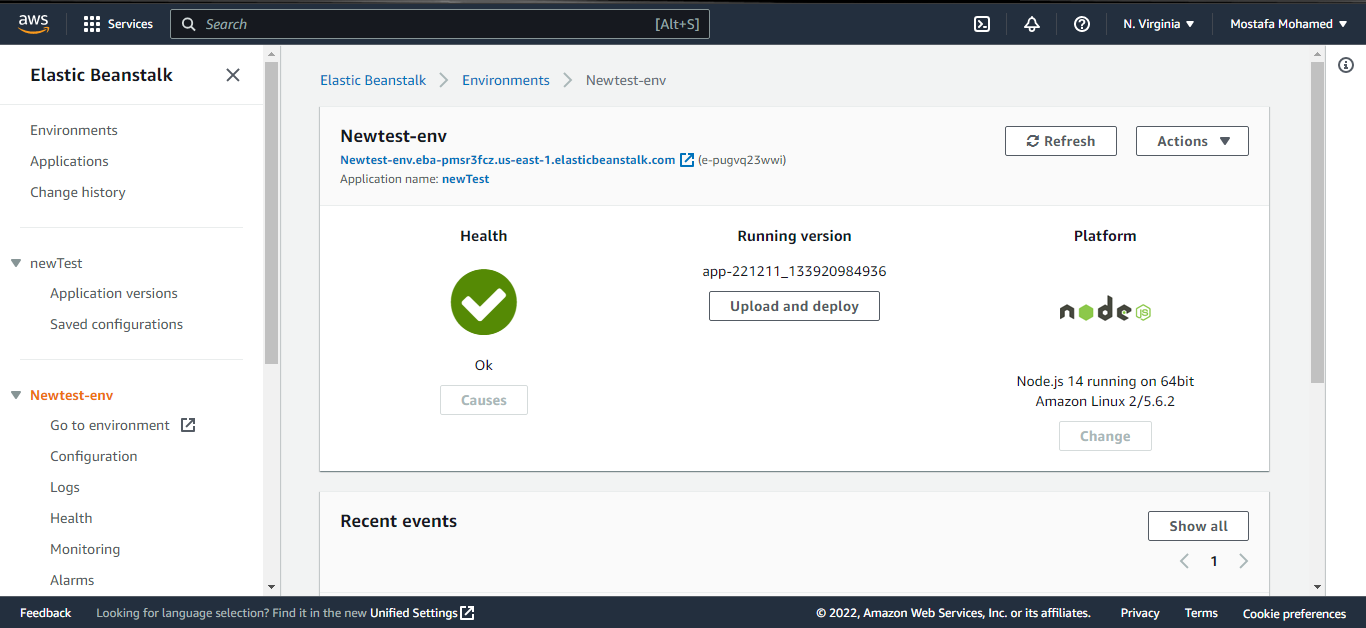 aws
Services
Search
[Alt+S]
N. Virginia
Mostafa Mohamed
Elastic Beanstalk
Environments
Applications
Change history
newTest
Application versions
Saved configurations
Newtest-env
Go to environment
Configuration
Logs
Health
Monitoring
Alarms
Elastic Beanstalk
Environments
Newtest-env
Newtest-env
Newtest-env.eba-pmsr3fcz.us-east-1.elasticbeanstalk.com (e-pugvq23wwi)
Application name: newTest
Refresh
Actions
Health
Ok
Causes
Running version
app-221211_133920984936
Upload and deploy
Platform
node JS
Node.js 14 running on 64bit
Amazon Linux 2/5.6.2
Change
Recent events
Show all
1
Feedback
Looking for language selection? Find it in the new Unified Settings
© 2022, Amazon Web Services, Inc. or its affiliates.
Privacy
Terms
Cookie preferences